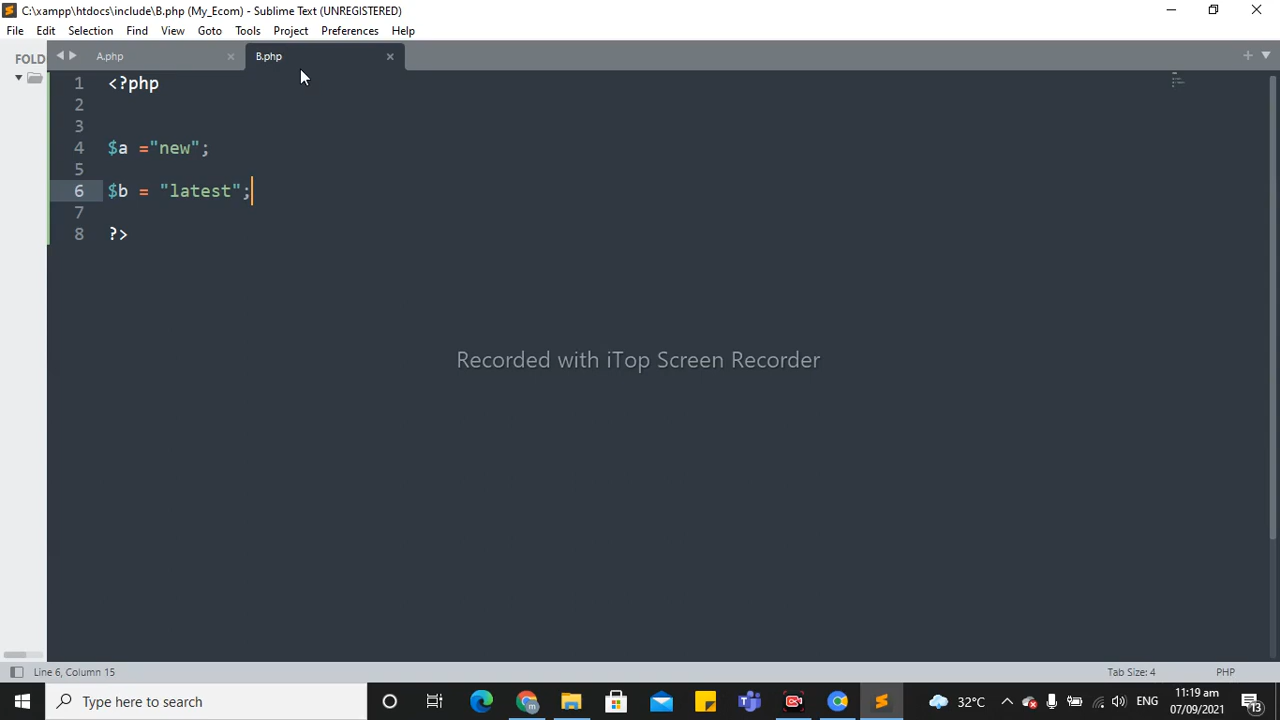 C:\xampp\htdocs\include\B.php (My_Ecom) - Sublime Text (UNREGISTERED)
File Edit Selection View Find Goto Tools Project Preferences Help
FOLD
A.php
B.php
1 <?php
2
3
4 $a ="new";
5
6 $b = "latest";
7
8 ?>
Recorded with iTop Screen Recorder
Line 6, Column 15
Tab Size: 4
PHP
Type here to search
32°C
ENG
11:19 am
07/09/2021
13